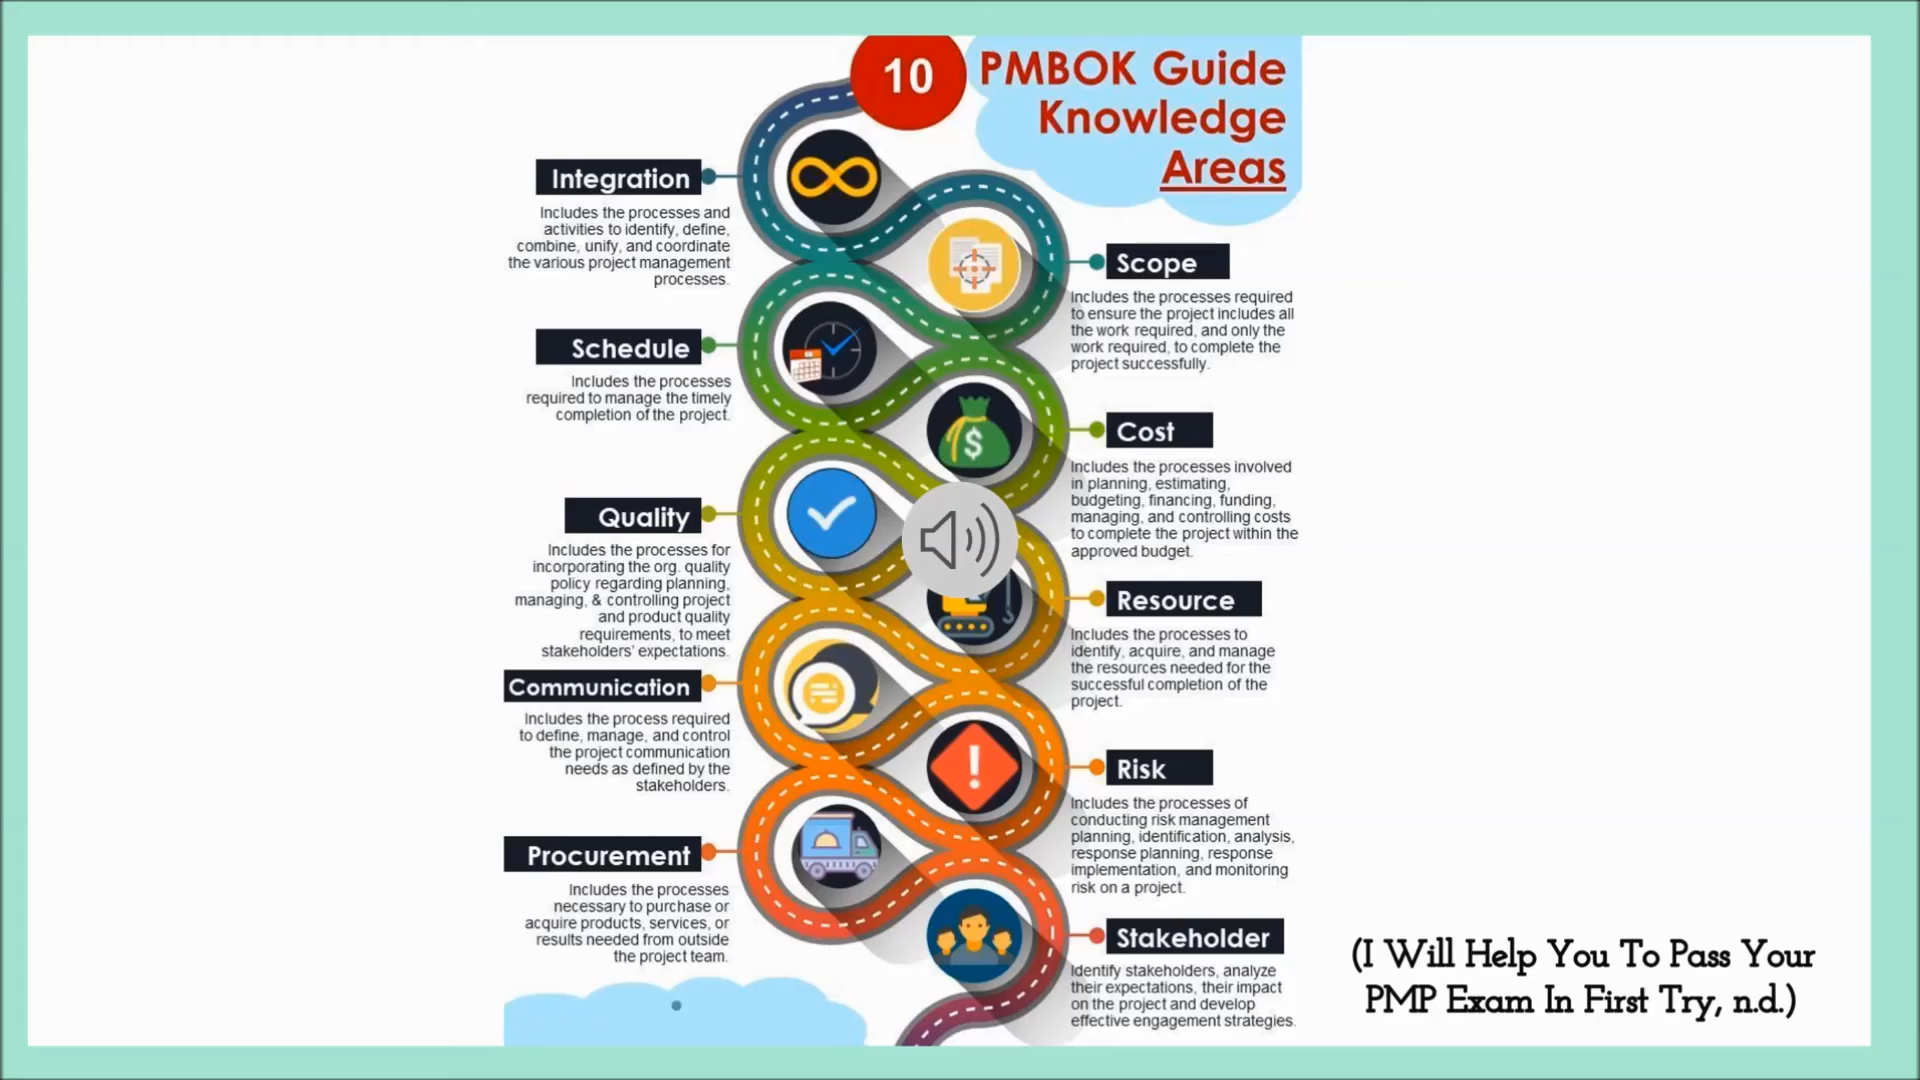 10
PMBOK Guide
Knowledge
Areas
Integration
Includes the processes and
activities to identify, define,
combine, unify, and coordinate
the various project management
processes.
Scope
Includes the processes required
to ensure the project includes all
the work required, and only the
work required, to complete the
project successfully.
Schedule
Includes the processes
required to manage the timely
completion of the project.
Cost
Includes the processes involved
in planning, estimating,
budgeting, financing, funding,
managing, and controlling costs
to complete the project within the
approved budget.
$
Quality
Includes the processes for
incorporating the org. quality
policy regarding planning,
managing, & controlling project
and product quality
requirements, to meet
stakeholders' expectations.
Resource
Includes the processes to
identify, acquire, and manage
the resources needed for the
successful completion of the
project.
Communication
Includes the process required
to define, manage, and control
the project communication
needs as defined by the
stakeholders.
Risk
Includes the processes of
conducting risk management
planning, identification, analysis,
response planning, response
implementation, and monitoring
risk on a project.
!
Procurement
Includes the processes
necessary to purchase or
acquire products, services, or
results needed from outside
the project team.
Stakeholder
Identify stakeholders, analyze
their expectations, their impact
on the project and develop
effective engagement strategies.
(I Will Help You To Pass Your
PMP Exam In First Try, n.d.)